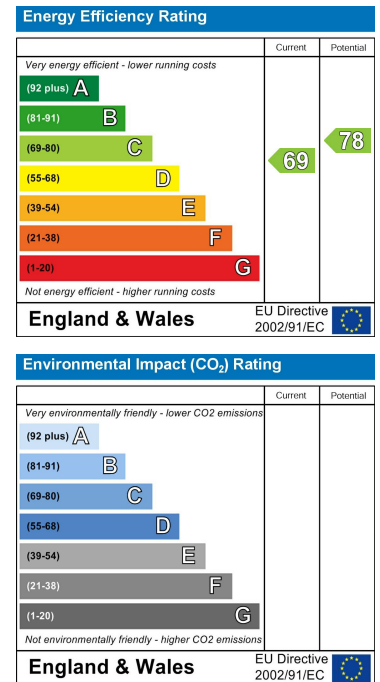 Energy Efficiency Rating
Current Potential
Very energy efficient - lower running costs
(92 plus) A
(81-91) B
(69-80) C
(55-68) D
(39-54) E
(21-38) F
(1-20) G
69
78
Not energy efficient - higher running costs
England & Wales
EU Directive
2002/91/EC
Environmental Impact (CO₂) Rating
Current Potential
Very environmentally friendly - lower CO2 emissions
(92 plus) A
(81-91) B
(69-80) C
(55-68) D
(39-54) E
(21-38) F
(1-20) G
Not environmentally friendly - higher CO2 emissions
England & Wales
EU Directive
2002/91/EC